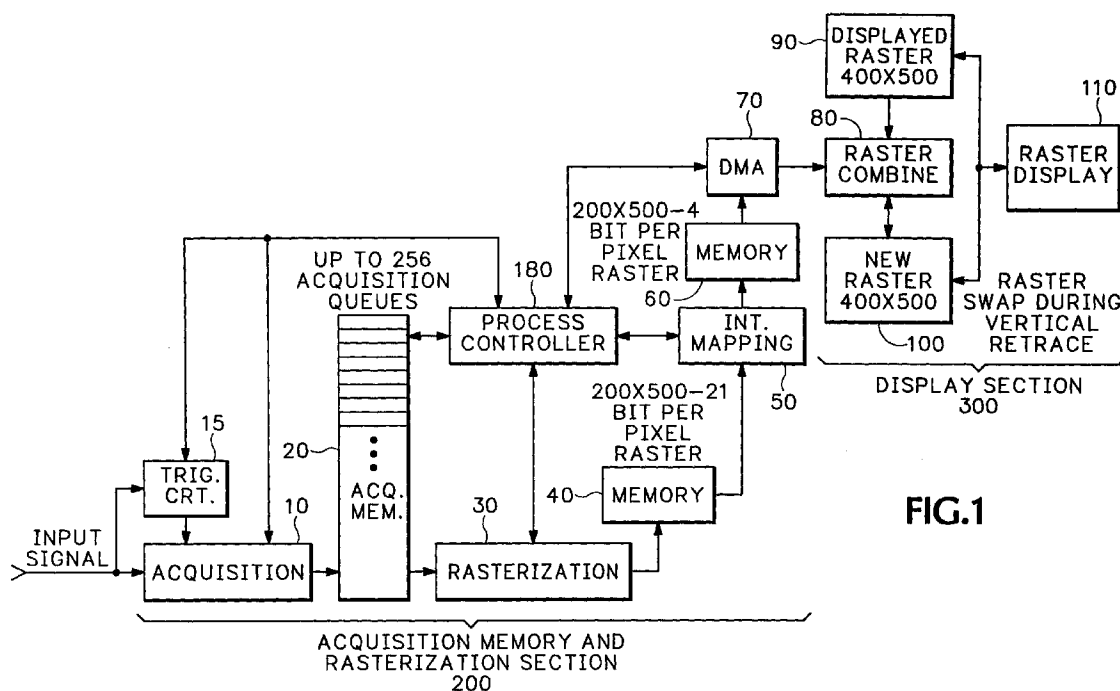 90
DISPLAYED
RASTER
400X500
110
70
80
DMA
RASTER
COMBINE
RASTER
DISPLAY
200X500-4
BIT PER
PIXEL
RASTER
MEMORY
60
UP TO 256
ACQUISITION
QUEUES
180
NEW
RASTER
400X500
100
RASTER
SWAP DURING
VERTICAL
RETRACE
PROCESS
CONTROLLER
INT.
MAPPING
50
DISPLAY SECTION
300
200X500-21
BIT PER
PIXEL
RASTER
15
20
TRIG.
CRT.
ACQ.
MEM.
40
MEMORY
FIG.1
10
30
INPUT
SIGNAL
ACQUISITION
RASTERIZATION
ACQUISITION MEMORY AND
RASTERIZATION SECTION
200